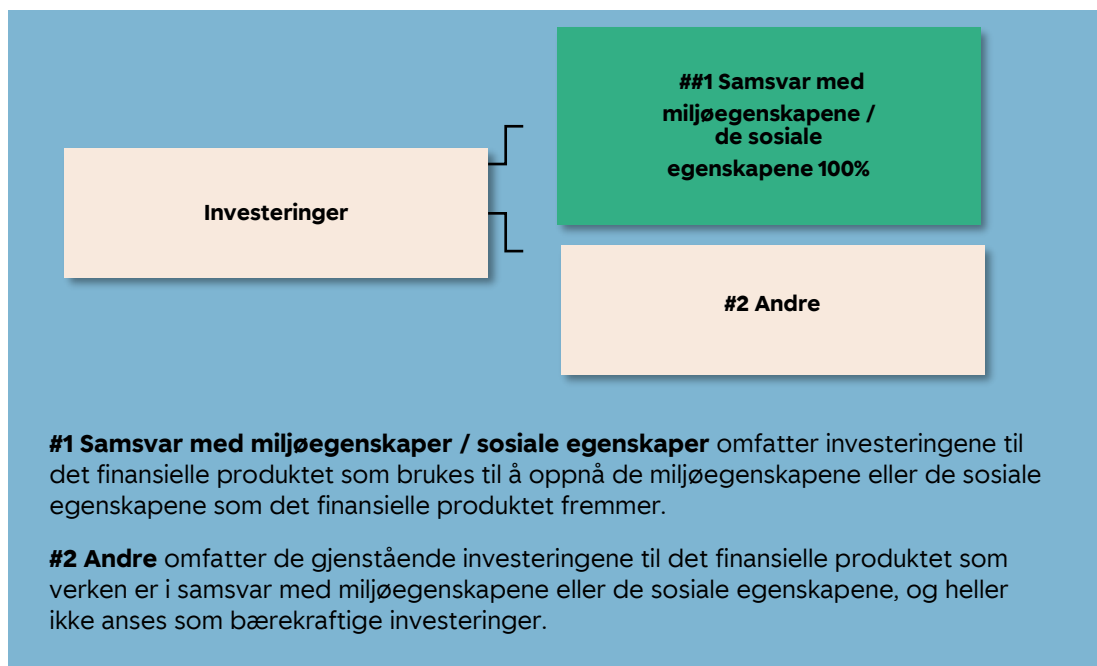 ##1 Samsvar med
miljøegenskapene /
de sosiale
egenskapene 100%
Investeringer
#2 Andre
#1 Samsvar med miljøegenskaper / sosiale egenskaper omfatter investeringene til
det finansielle produktet som brukes til å oppnå de miljøegenskapene eller de sosiale
egenskapene som det finansielle produktet fremmer.
#2 Andre omfatter de gjenstående investeringene til det finansielle produktet som
verken er i samsvar med miljøegenskapene eller de sosiale egenskapene, og heller
ikke anses som bærekraftige investeringer.